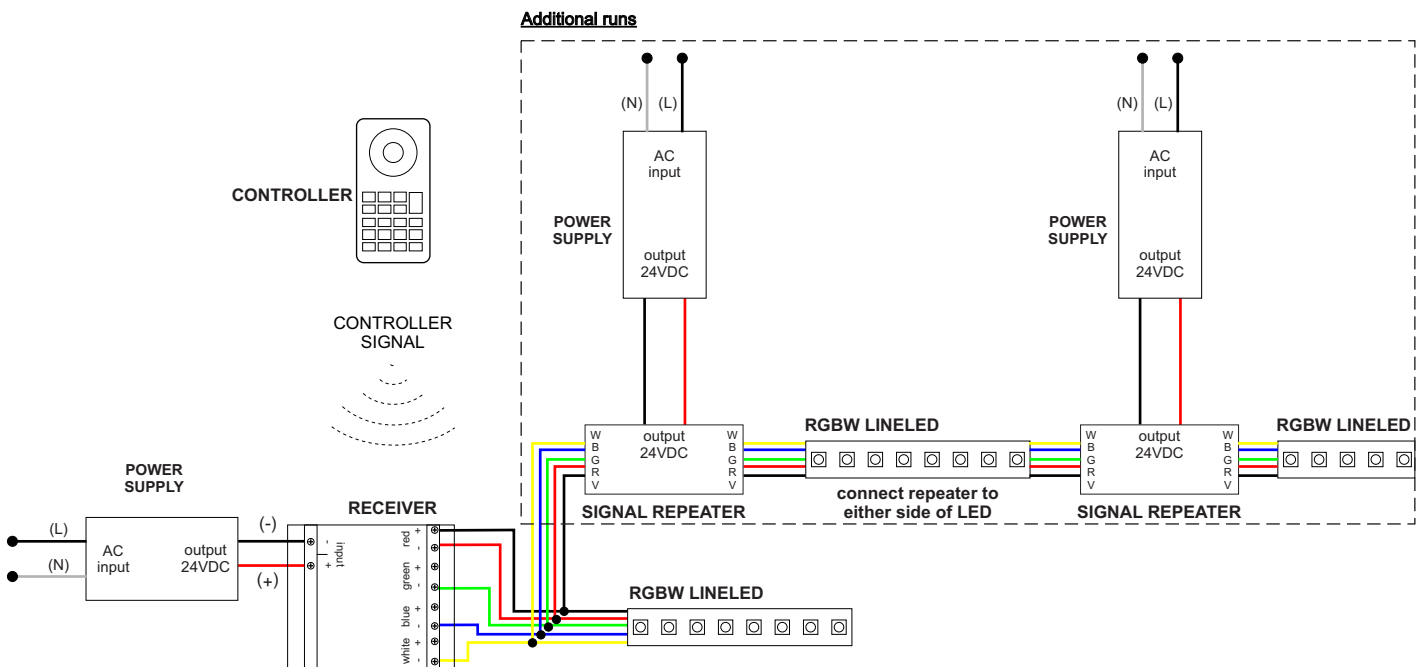 Additional runs
(N) (L)
AC
input
POWER
SUPPLY
output
24VDC
(N) (L)
AC
input
POWER
SUPPLY
output
24VDC
CONTROLLER
CONTROLLER
SIGNAL
W
B
G
R
V
output
24VDC
W
B
G
R
V
SIGNAL REPEATER
RGBW LINELED
connect repeater to
either side of LED
W
B
G
R
V
output
24VDC
W
B
G
R
V
SIGNAL REPEATER
RGBW LINELED
POWER
SUPPLY
(L)
(N)
AC
input
output
24VDC
(-)
(+)
RECEIVER
- +
input
red + -
green + -
blue + -
white + -
RGBW LINELED